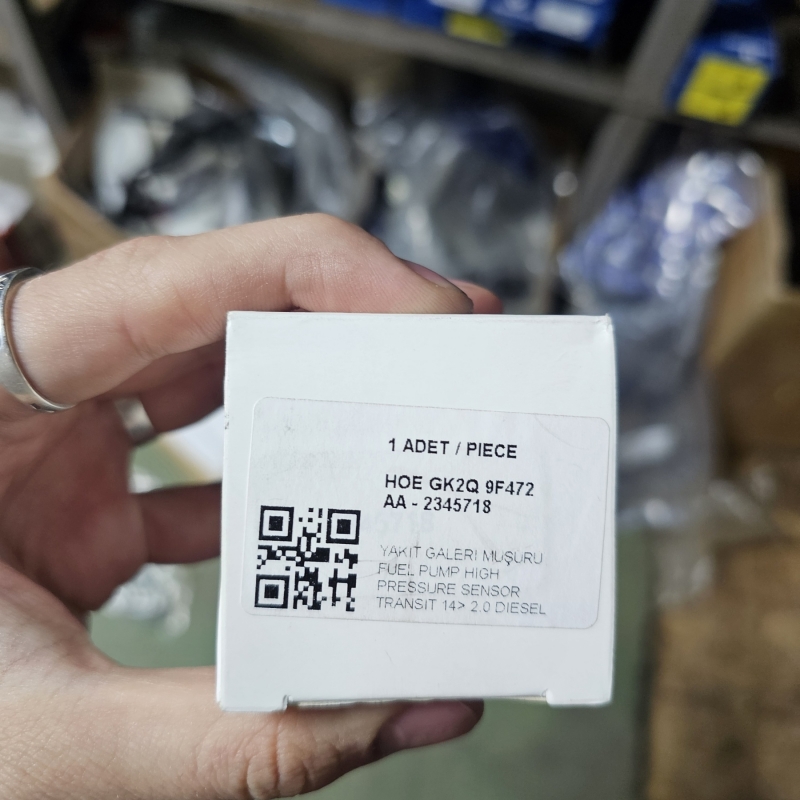 1 ADET / PIECE
HOE GK2Q 9F472
AA - 2345718
YAKIT GALERI MUŞURU
FUEL PUMP HIGH
PRESSURE SENSOR
TRANSIT 14> 2.0 DIESEL